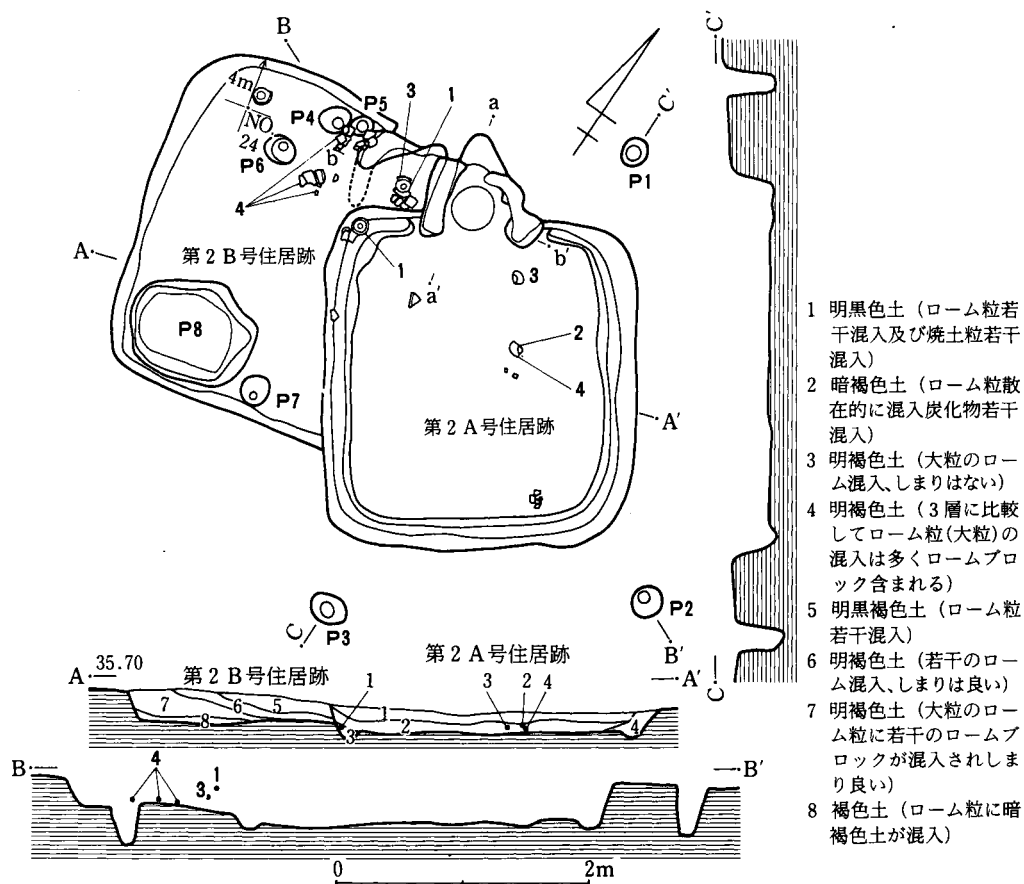 B
C'
4m
P4
P5
3
1
a
NO.
24
P6
b
C'
P1
4
A
第2B号住居跡
1
b'
3
a'
P8
2
4
P7
第2A号住居跡
A'
C
P3
P2
B'
A 35.70
第2B号住居跡
第2A号住居跡
1
3 2 4
A'
C
7 6 5 1
8 3 2 4
B
4
1
3
B'
0 2m
1 明黒色土（ローム粒若
干混入及び焼土粒若干
混入）
2 暗褐色土（ローム粒散
在的に混入炭化物若干
混入）
3 明褐色土（大粒のロー
ム混入、しまりはない）
4 明褐色土（3層に比較
してローム粒(大粒)の
混入は多くロームブロ
ック含まれる）
5 明黒褐色土（ローム粒
若干混入）
6 明褐色土（若干のロー
ム混入、しまりは良い）
7 明褐色土（大粒のロー
ム粒に若干のロームブ
ロックが混入されしま
り良い）
8 褐色土（ローム粒に暗
褐色土が混入）